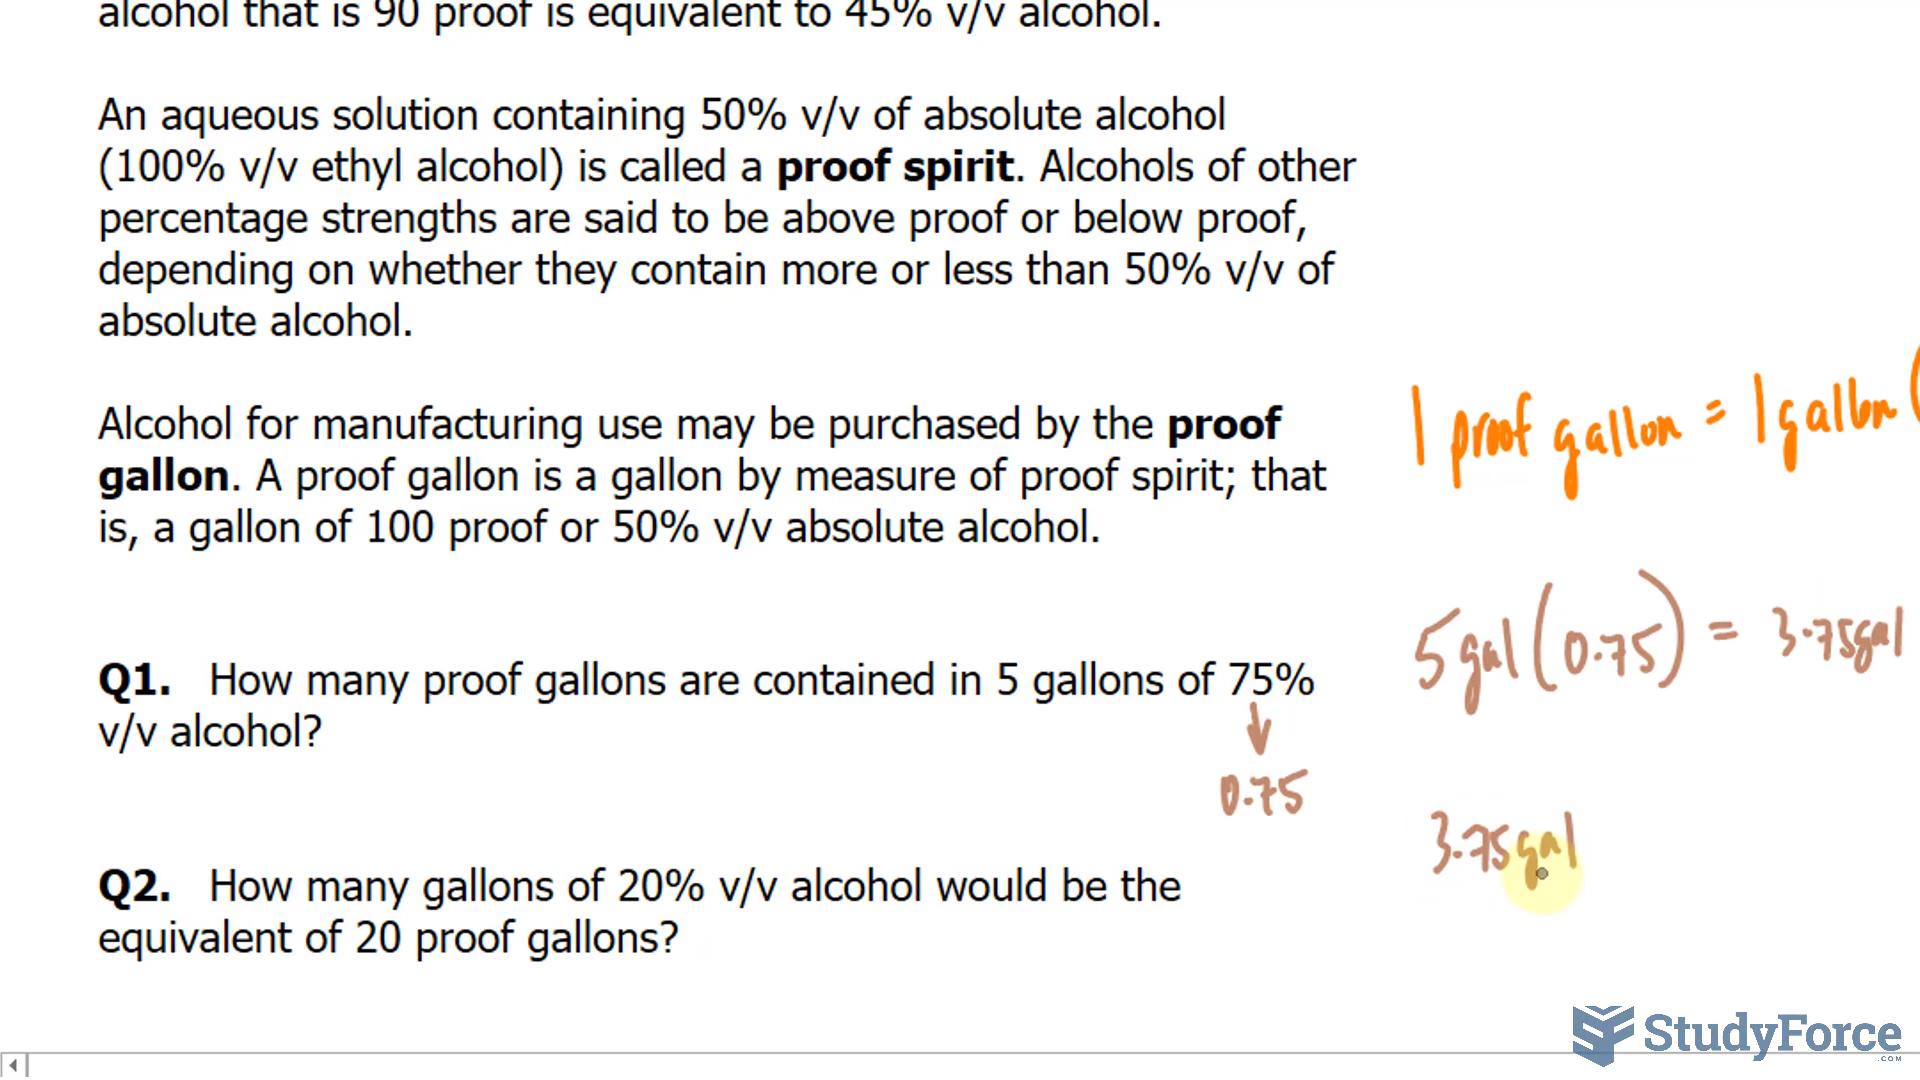 alcohol that is 90 proof is equivalent to 45% v/v alcohol.
An aqueous solution containing 50% v/v of absolute alcohol
(100% v/v ethyl alcohol) is called a proof spirit. Alcohols of other
percentage strengths are said to be above proof or below proof,
depending on whether they contain more or less than 50% v/v of
absolute alcohol.
Alcohol for manufacturing use may be purchased by the proof
gallon. A proof gallon is a gallon by measure of proof spirit; that
is, a gallon of 100 proof or 50% v/v absolute alcohol.
1 proof gallon = 1 gallon (
Q1. How many proof gallons are contained in 5 gallons of 75%
v/v alcohol?
0.75
5 gal (0.75) = 3.75gal
3.75gal
Q2. How many gallons of 20% v/v alcohol would be the
equivalent of 20 proof gallons?
StudyForce
.COM